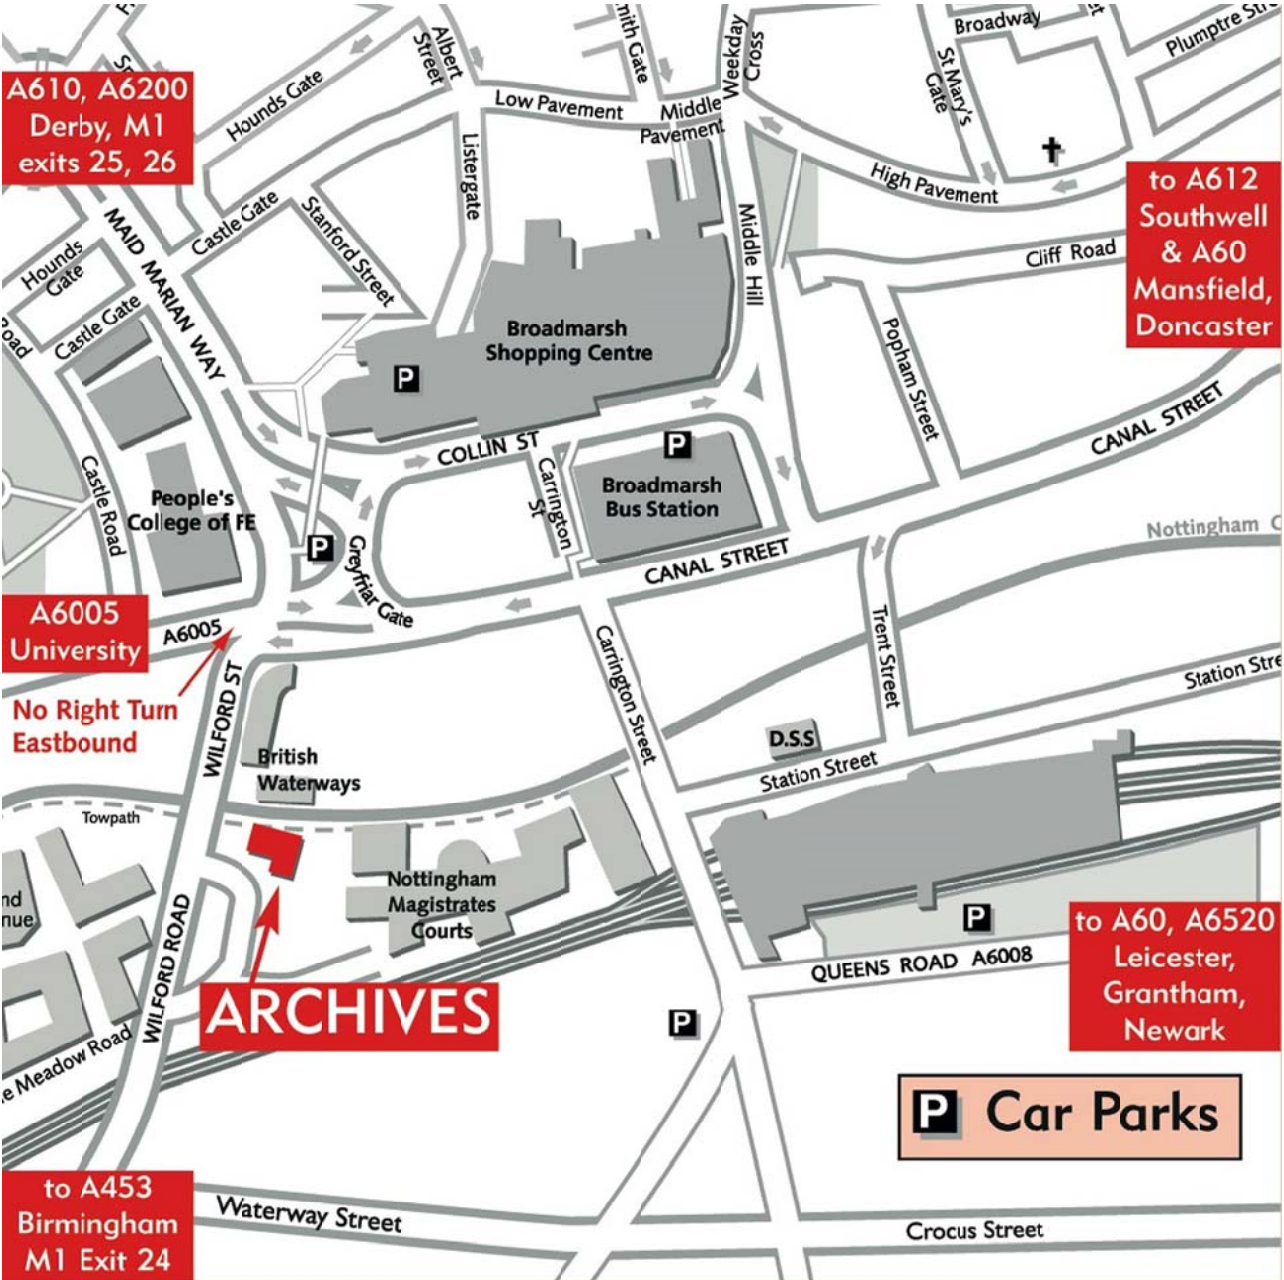 Albert
Street
Weekday
Cross
Broadway
Plumptre
St Mary's
Gate
A610, A6200
Derby, M1
exits 25, 26
Hounds Gate
Low Pavement
Middle
Pavement
Listergate
High Pavement
to A612
Southwell
& A60
Mansfield,
Doncaster
MAID MARIAN WAY
Castle Gate
Stanford Street
Middle Hill
Cliff Road
Hounds
Gate
Castle Gate
Broadmarsh
Shopping Centre
P
Popham Street
CANAL STREET
COLLIN ST
P
Castle Road
People's
College of FE
Carrington
St
Broadmarsh
Bus Station
Nottingham
P
Greyfriar Gate
CANAL STREET
A6005
University
A6005
Trent Street
Carrington Street
Station
No Right Turn
Eastbound
WILFORD ST
British
Waterways
D.S.S
Station Street
Towpath
Nottingham
Magistrates
Courts
P
to A60, A6520
Leicester,
Grantham,
Newark
WILFORD ROAD
QUEENS ROAD A6008
ARCHIVES
P
Meadow Road
P Car Parks
to A453
Birmingham
M1 Exit 24
Waterway Street
Crocus Street